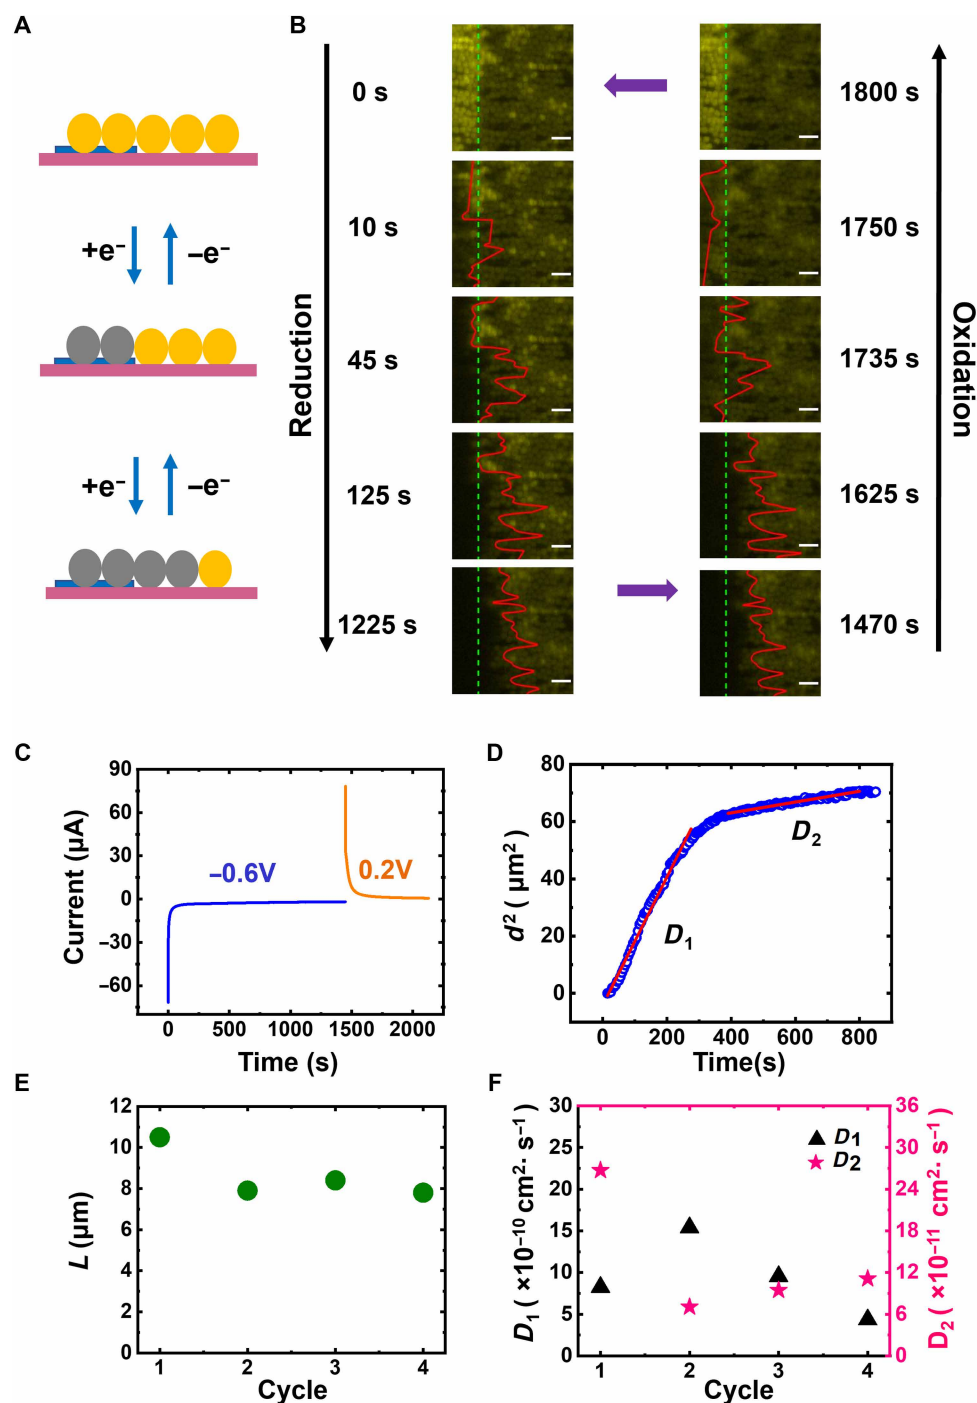 A
B
0 s
1800 s
10 s
1750 s
+e⁻
−e⁻
45 s
1735 s
Reduction
Oxidation
+e⁻
−e⁻
125 s
1625 s
1225 s
1470 s
C
90
60
30
0
−30
−60
Current (μA)
−0.6V
0.2V
0
500
1000
1500
2000
Time (s)
D
80
60
40
20
0
d² ( μm²)
D₁
D₂
0
200
400
600
800
Time(s)
E
12
10
8
6
4
2
0
L (μm)
1
2
3
4
Cycle
F
30
25
20
15
10
5
0
D₁ ( ×10⁻¹⁰ cm²· s⁻¹)
D1
D2
36
30
24
18
12
6
0
D₂ ( ×10⁻¹¹ cm²· s⁻¹)
1
2
3
4
Cycle